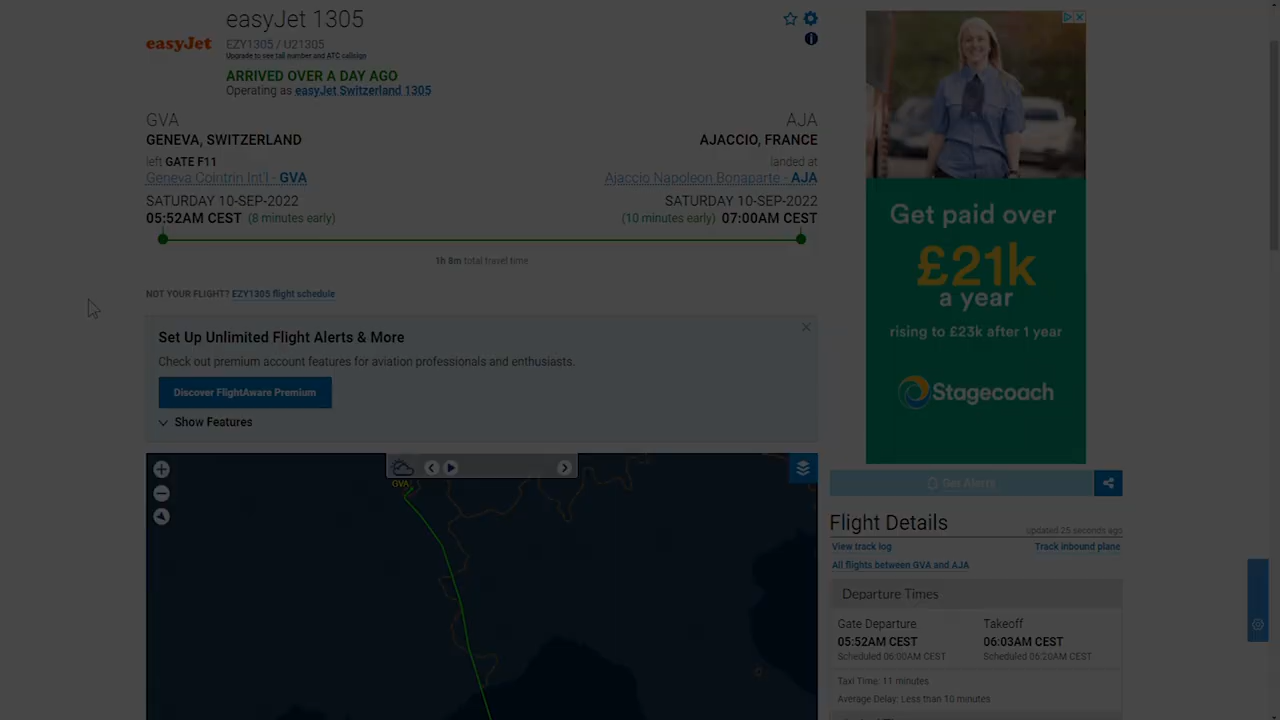 easyJet 1305
easyJet
EZY1305 / U21305
Upgrade to see tail number and ATC callsign
ARRIVED OVER A DAY AGO
Operating as easyJet Switzerland 1305
GVA
AJA
GENEVA, SWITZERLAND
AJACCIO, FRANCE
left GATE F11
landed at
Geneva Cointrin Int'l - GVA
Ajaccio Napoleon Bonaparte - AJA
SATURDAY 10-SEP-2022
SATURDAY 10-SEP-2022
05:52AM CEST (8 minutes early)
(10 minutes early) 07:00AM CEST
1h 8m total travel time
NOT YOUR FLIGHT? EZY1305 flight schedule
Set Up Unlimited Flight Alerts & More
Check out premium account features for aviation professionals and enthusiasts.
Discover FlightAware Premium
Show Features
GVA
Get paid over
£21k
a year
rising to £23k after 1 year
Stagecoach
Get Alerts
Flight Details
updated 25 seconds ago
View track log
Track inbound plane
All flights between GVA and AJA
Departure Times
Gate Departure
Takeoff
05:52AM CEST
06:03AM CEST
Scheduled 06:00AM CEST
Scheduled 06:20AM CEST
Taxi Time: 11 minutes
Average Delay: Less than 10 minutes